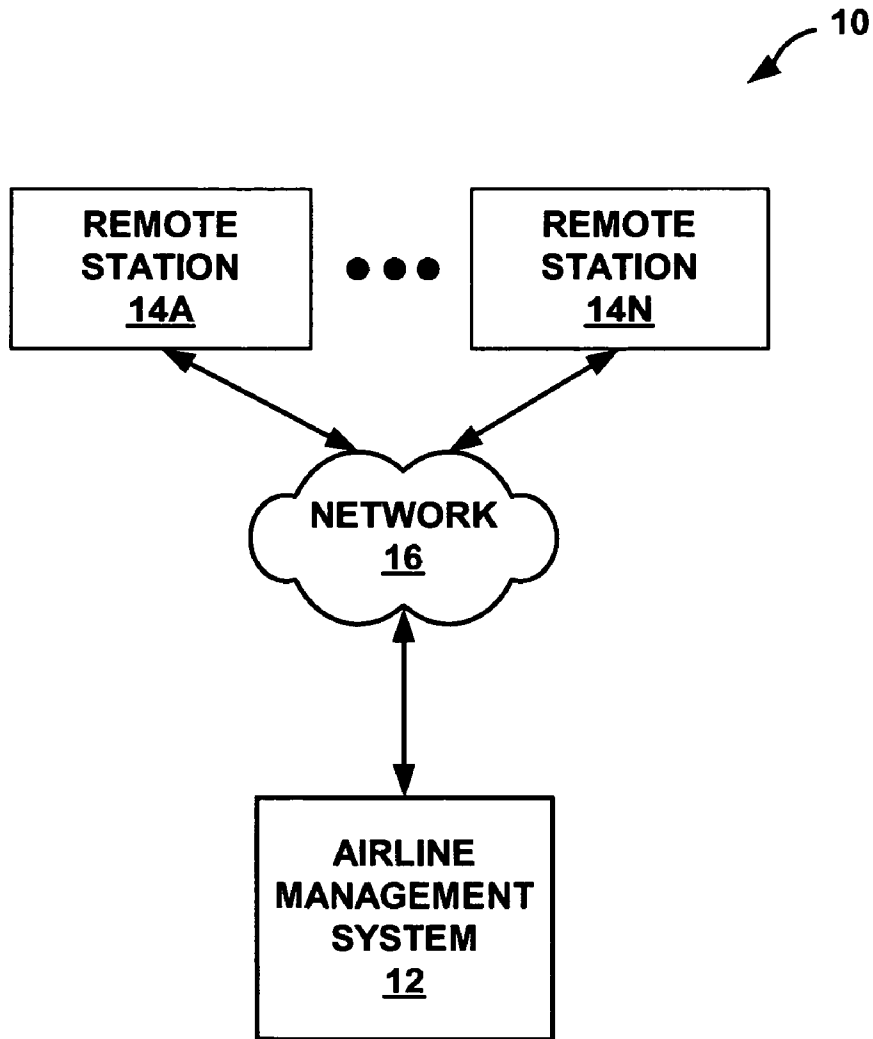 10
REMOTE
STATION
14A
REMOTE
STATION
14N
NETWORK
16
AIRLINE
MANAGEMENT
SYSTEM
12